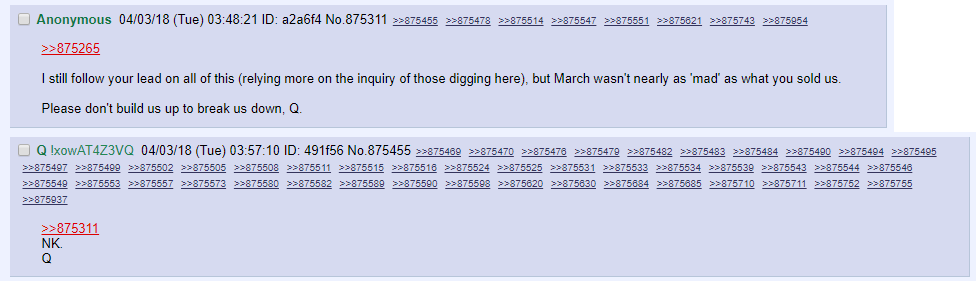 Anonymous 04/03/18 (Tue) 03:48:21 ID: a2a6f4 No.875311 >>875455 >>875478 >>875514 >>875547 >>875551 >>875621 >>875743 >>875954
>>875265
I still follow your lead on all of this (relying more on the inquiry of those digging here), but March wasn't nearly as 'mad' as what you sold us.
Please don't build us up to break us down, Q.
Q !xowAT4Z3VQ 04/03/18 (Tue) 03:57:10 ID: 491f56 No.875455 >>875469 >>875470 >>875476 >>875479 >>875482 >>875483 >>875484 >>875490 >>875494 >>875495
>>875497 >>875499 >>875502 >>875505 >>875508 >>875511 >>875515 >>875516 >>875524 >>875525 >>875531 >>875533 >>875534 >>875539 >>875543 >>875544 >>875546
>>875549 >>875553 >>875557 >>875573 >>875580 >>875582 >>875589 >>875590 >>875598 >>875620 >>875630 >>875684 >>875685 >>875710 >>875711 >>875752 >>875755
>>875937
>>875311
NK.
Q